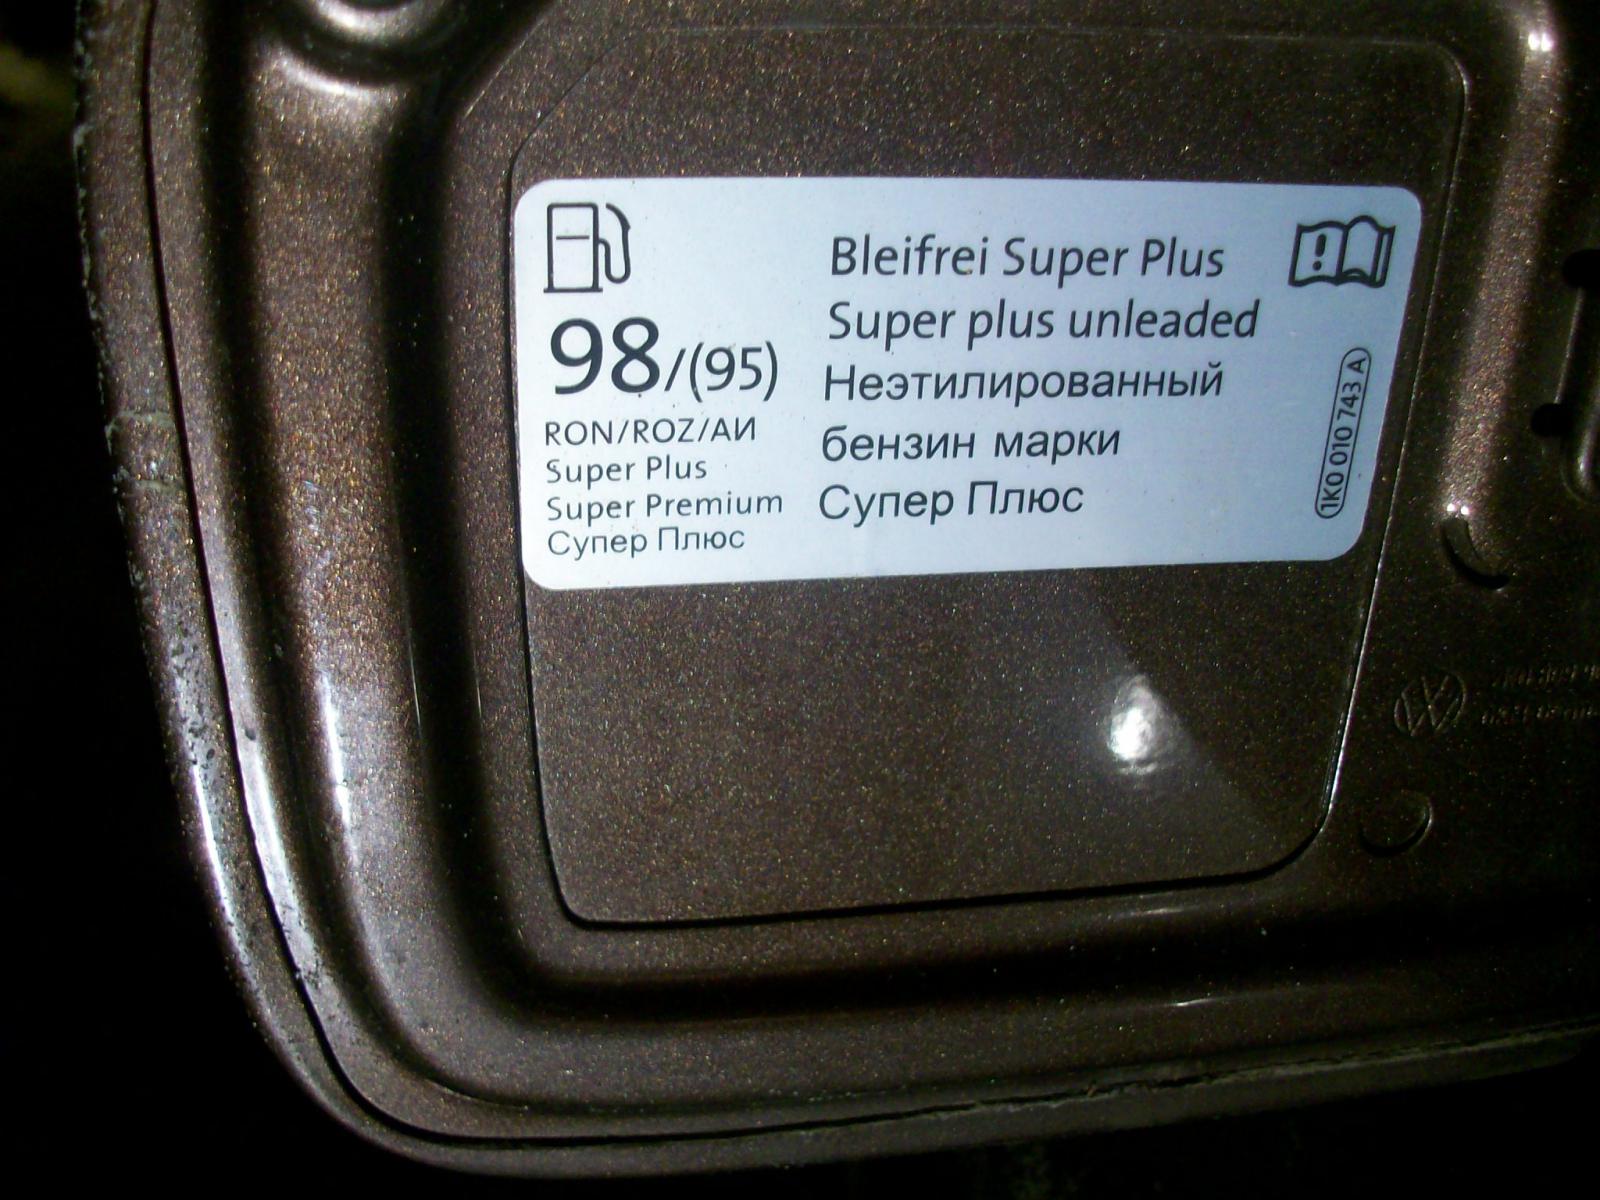 98/(95)
RON/ROZ/АИ
Super Plus
Super Premium
Супер Плюс
Bleifrei Super Plus
Super plus unleaded
Неэтилированный
бензин марки
Супер Плюс
1K0 010 743 A